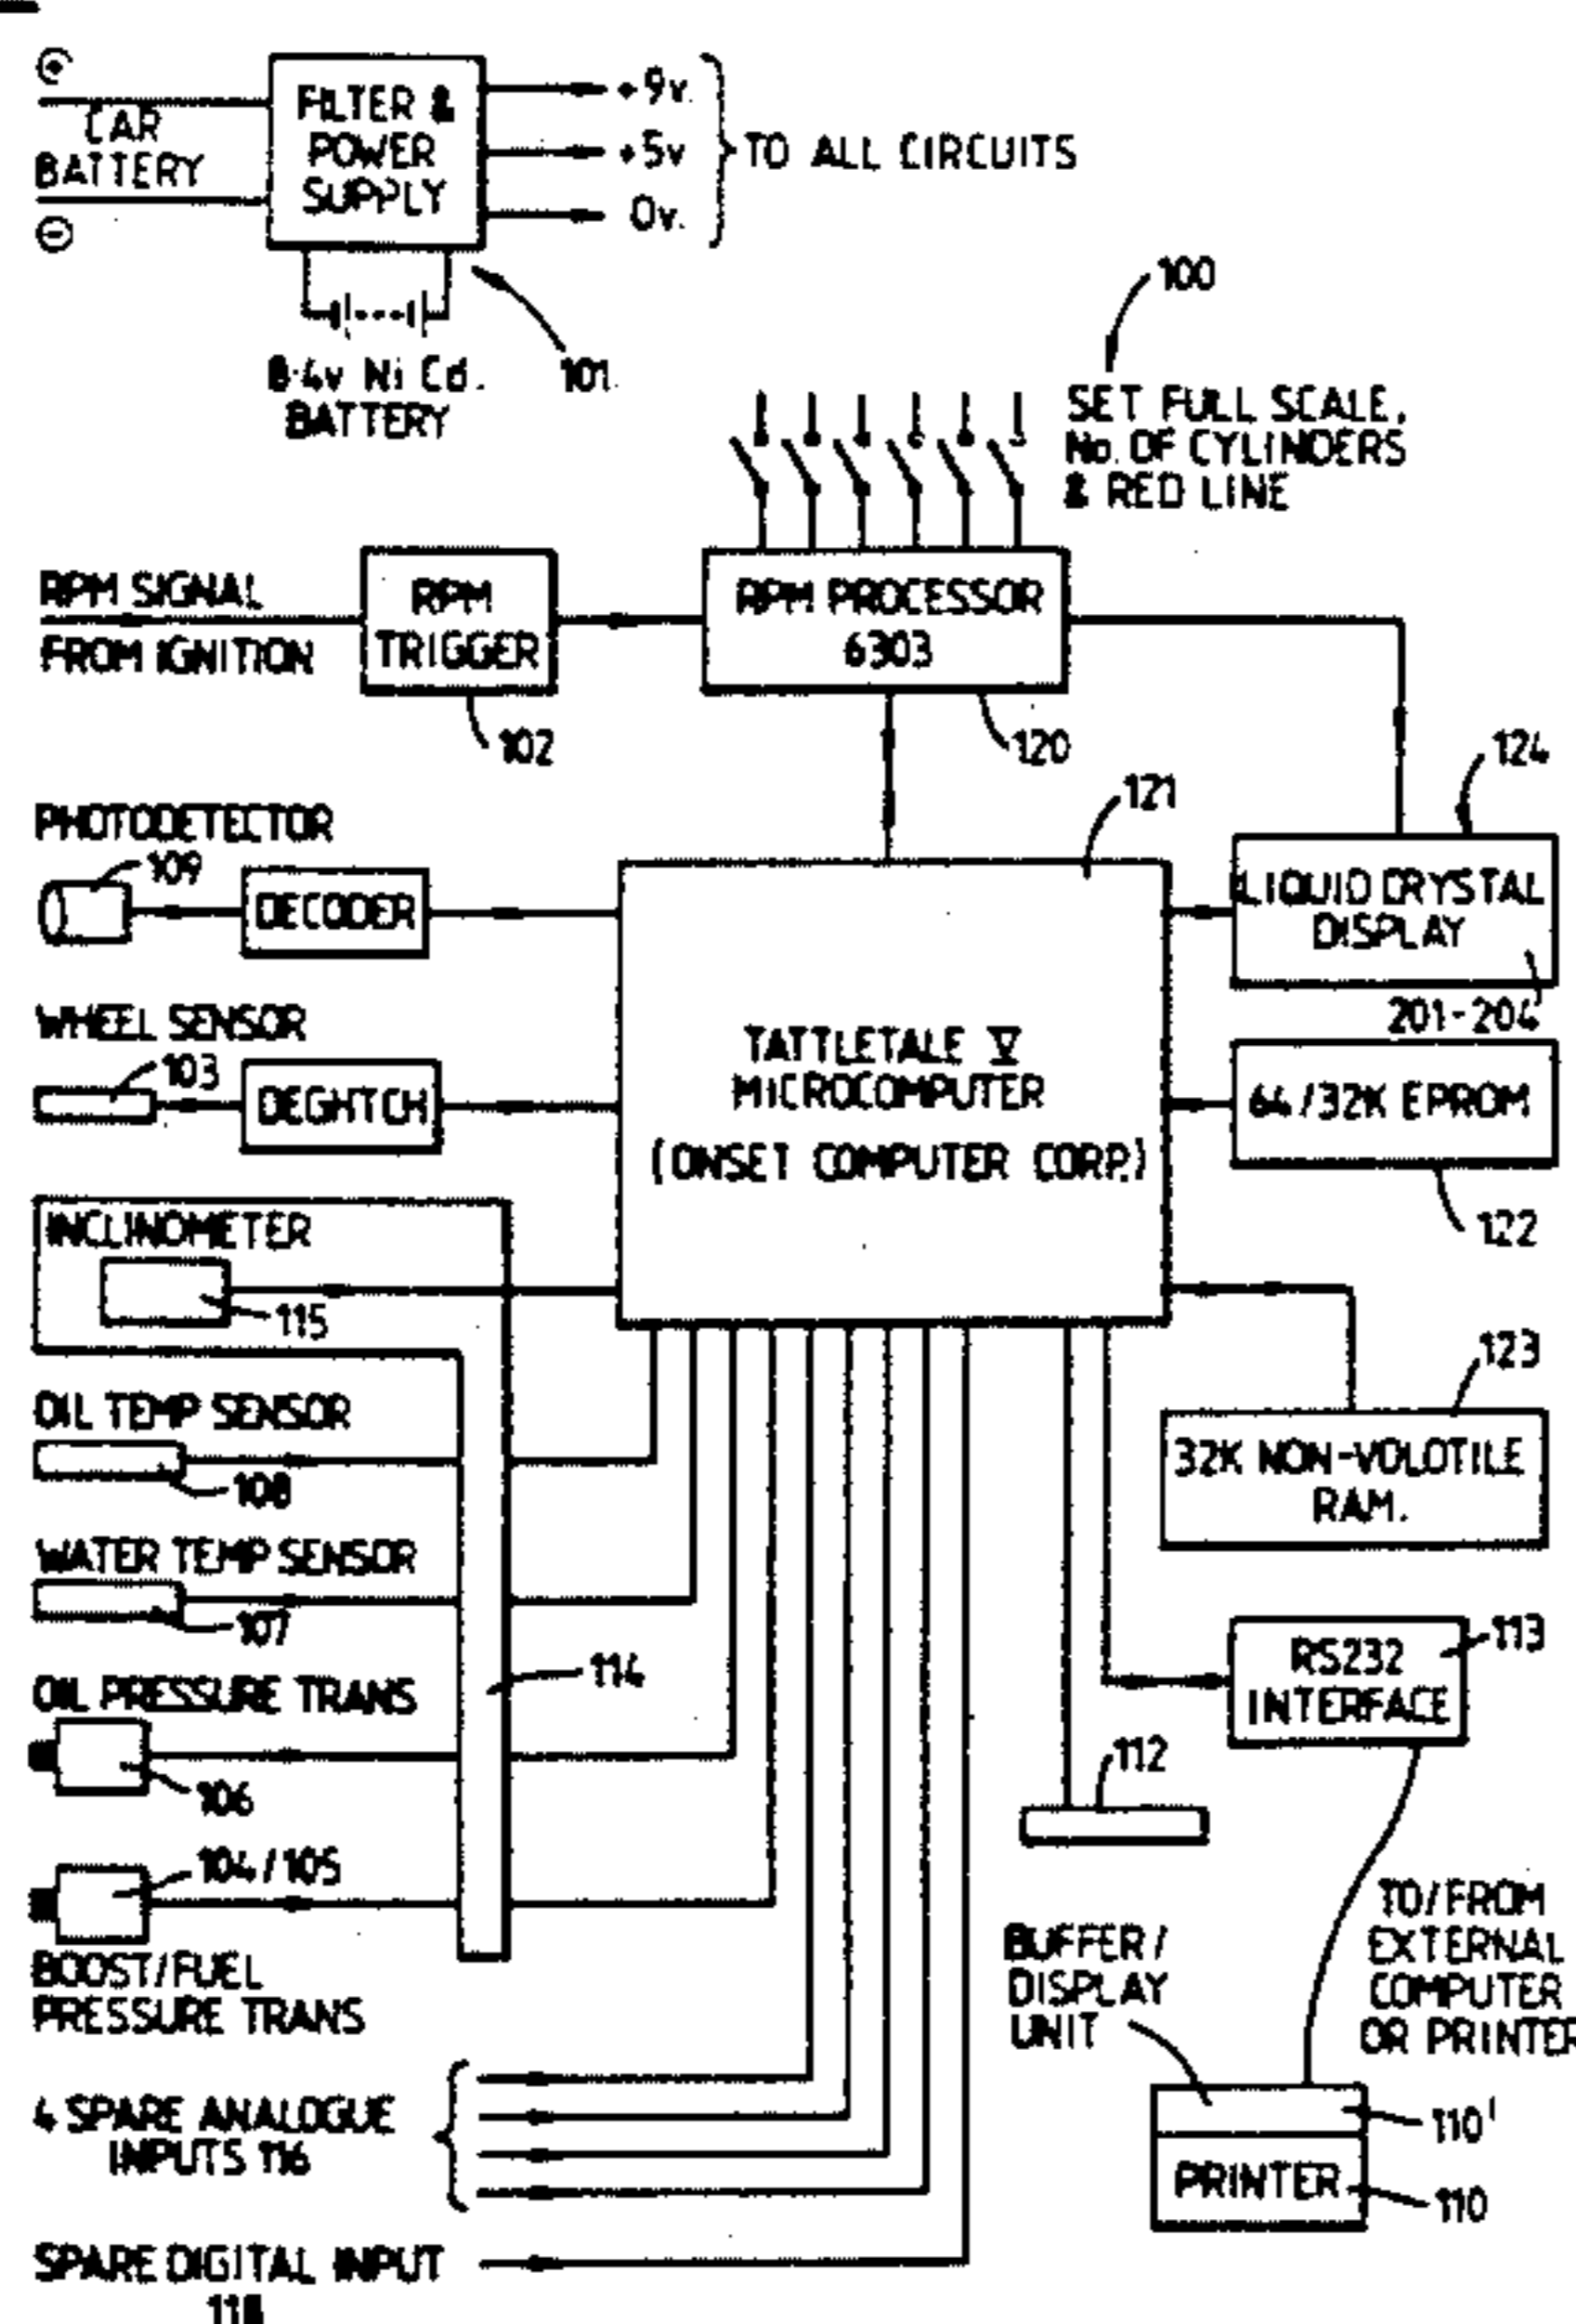 CAR
BATTERY
FILTER &
POWER
SUPPLY
+9v.
+5v
0v.
TO ALL CIRCUITS
8·4v Ni Cd.
BATTERY
101
100
SET FULL SCALE,
No. OF CYLINDERS
& RED LINE
RPM SIGNAL
FROM IGNITION
RPM
TRIGGER
102
RPM PROCESSOR
6303
120
121
124
PHOTODETECTOR
109
DECODER
LIQUID CRYSTAL
DISPLAY
201-204
WHEEL SENSOR
103
DEGHTCH
TATTLETALE V
MICROCOMPUTER
(ONSET COMPUTER CORP.)
64/32K EPROM
122
INCLINOMETER
115
123
32K NON-VOLOTILE
RAM.
OIL TEMP SENSOR
108
WATER TEMP SENSOR
107
114
RS232
INTERFACE
113
OIL PRESSURE TRANS
106
112
104/105
BOOST/FUEL
PRESSURE TRANS
BUFFER/
DISPLAY
UNIT
TO/FROM
EXTERNAL
COMPUTER
OR PRINTER
4 SPARE ANALOGUE
INPUTS 116
110'
PRINTER
110
SPARE DIGITAL INPUT